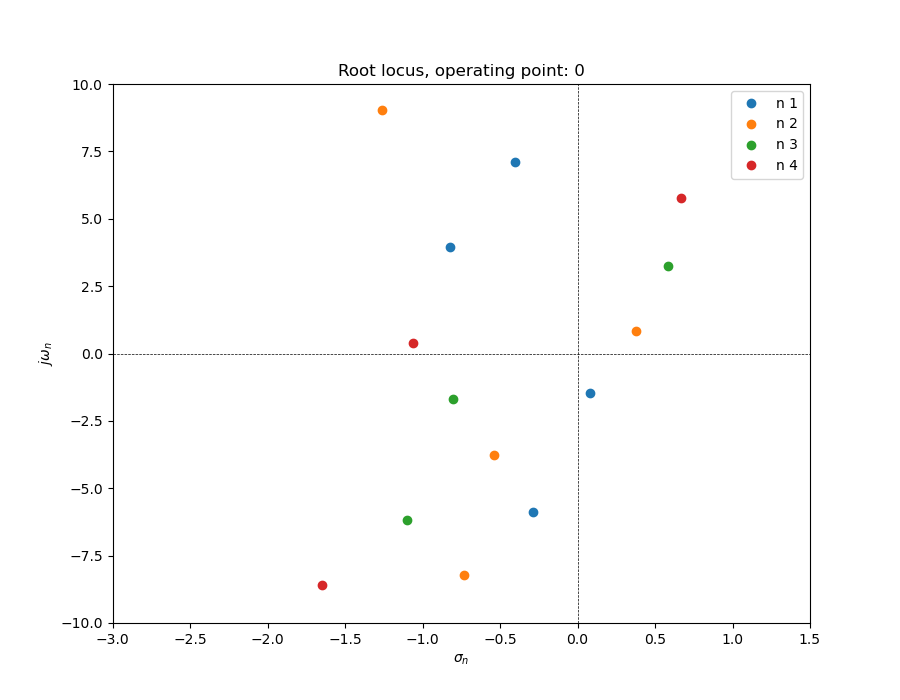 Root locus, operating point: 0
n 1
n 2
n 3
n 4
10.0
7.5
5.0
2.5
0.0
−2.5
−5.0
−7.5
−10.0
jωₙ
−3.0 −2.5 −2.0 −1.5 −1.0 −0.5 0.0 0.5 1.0 1.5
σₙ